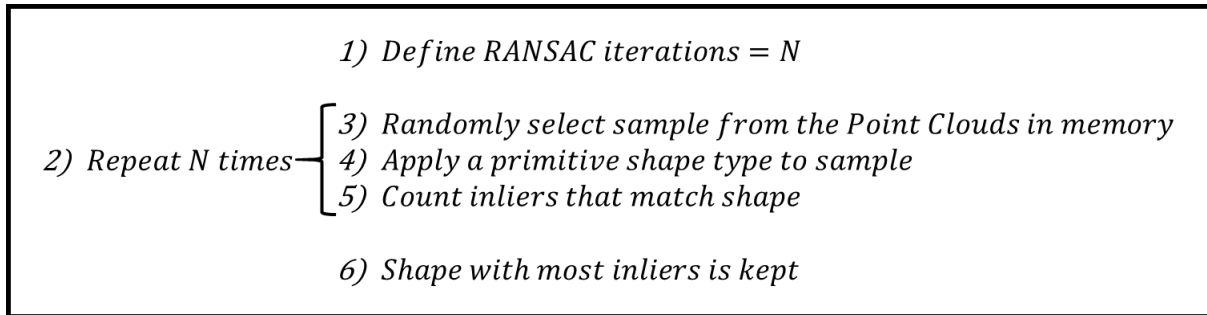 1) Define RANSAC iterations = N
3) Randomly select sample from the Point Clouds in memory
2) Repeat N times
4) Apply a primitive shape type to sample
5) Count inliers that match shape
6) Shape with most inliers is kept